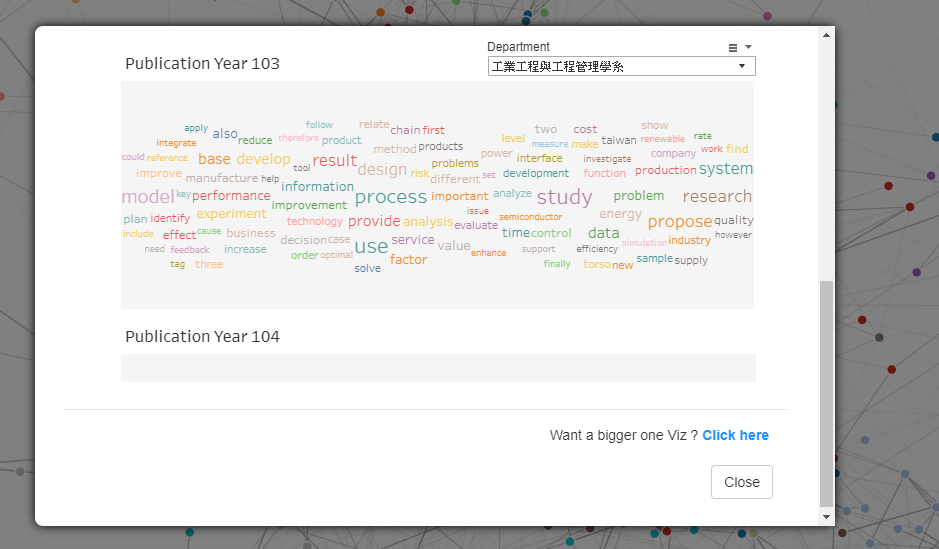 Department
Publication Year 103
工業工程與工程管理學系
follow relate show
apply also therefore chain first level two cost rate
integrate reduce product method products measure make taiwan renewable
could reference base develop tool result power interface investigate company work find
improve manufacture help design risk problems different set development function production system
model key performance information process important analyze study problem research
plan identify experiment improvement technology provide analysis issue evaluate semiconductor energy propose quality
include effect cause business decision case use service value time control data industry however
need feedback increase order optimal factor enhance support efficiency simulation sample supply
tag three solve finally torso new
Publication Year 104
Want a bigger one Viz ? Click here
Close